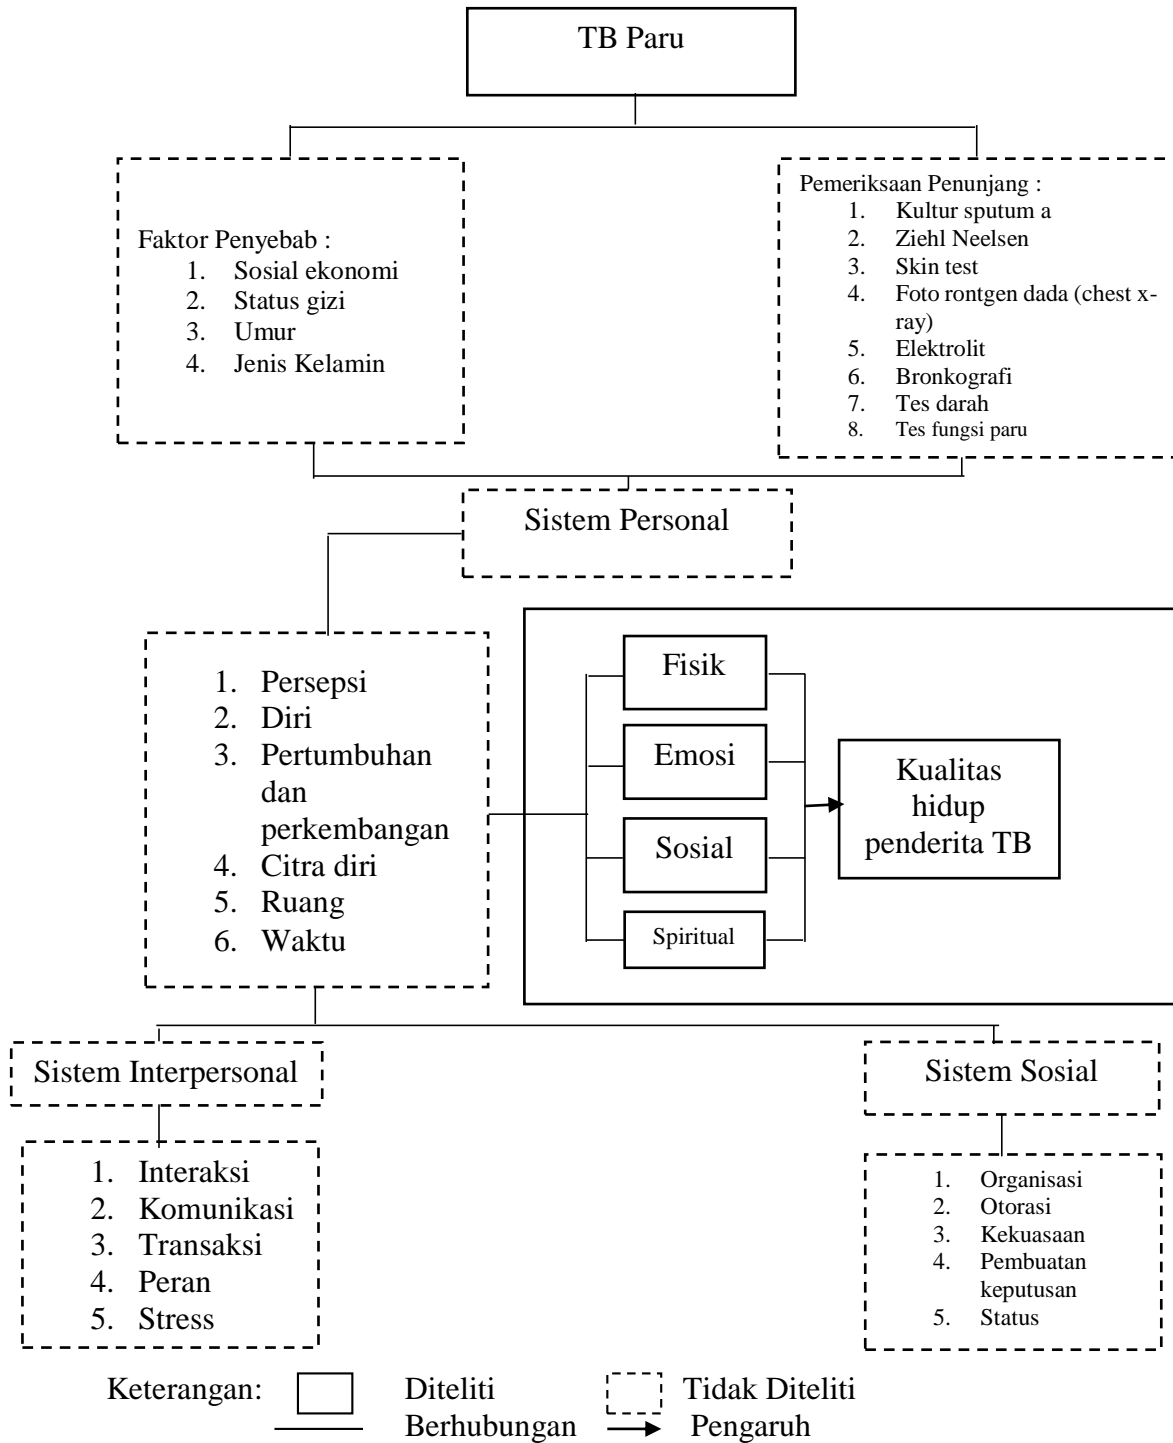 TB Paru
Faktor Penyebab :
1. Sosial ekonomi
2. Status gizi
3. Umur
4. Jenis Kelamin
Pemeriksaan Penunjang :
1. Kultur sputum a
2. Ziehl Neelsen
3. Skin test
4. Foto rontgen dada (chest x-
ray)
5. Elektrolit
6. Bronkografi
7. Tes darah
8. Tes fungsi paru
Sistem Personal
1. Persepsi
2. Diri
3. Pertumbuhan
dan
perkembangan
4. Citra diri
5. Ruang
6. Waktu
Fisik
Emosi
Sosial
Spiritual
Kualitas
hidup
penderita TB
Sistem Interpersonal
1. Interaksi
2. Komunikasi
3. Transaksi
4. Peran
5. Stress
Sistem Sosial
1. Organisasi
2. Otorasi
3. Kekuasaan
4. Pembuatan
keputusan
5. Status
Keterangan: Diteliti Tidak Diteliti
Berhubungan Pengaruh